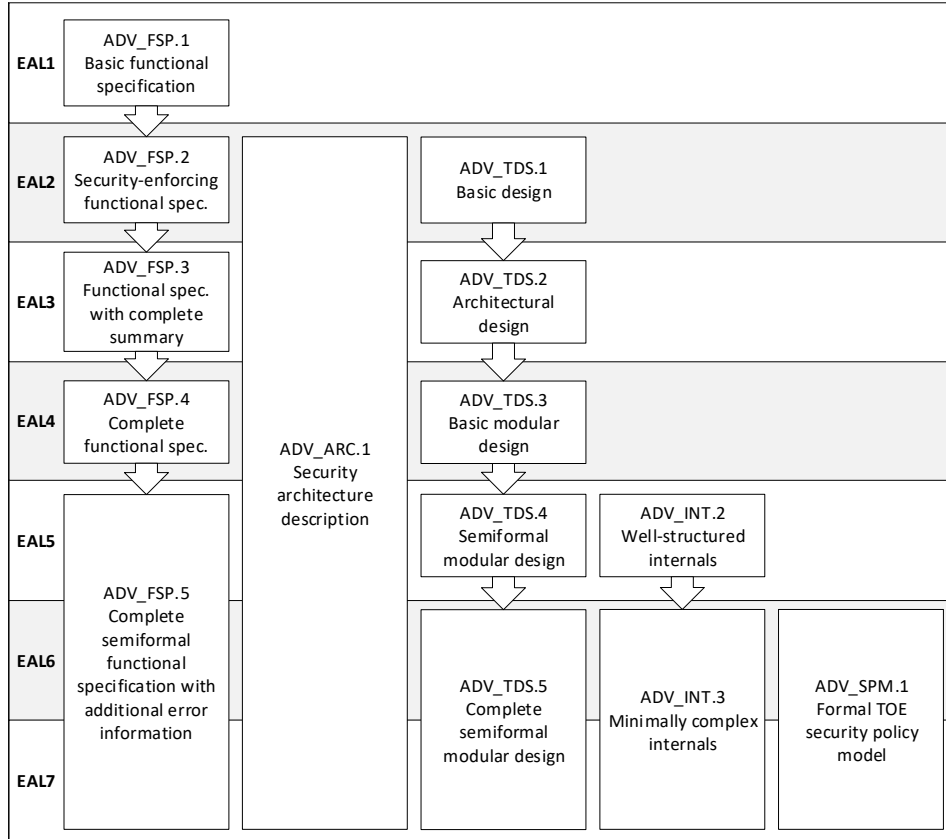 EAL1
ADV_FSP.1
Basic functional
specification
EAL2
ADV_FSP.2
Security-enforcing
functional spec.
ADV_TDS.1
Basic design
EAL3
ADV_FSP.3
Functional spec.
with complete
summary
ADV_TDS.2
Architectural
design
EAL4
ADV_FSP.4
Complete
functional spec.
ADV_ARC.1
Security
architecture
description
ADV_TDS.3
Basic modular
design
EAL5
ADV_TDS.4
Semiformal
modular design
ADV_INT.2
Well-structured
internals
ADV_FSP.5
Complete
semiformal
functional
specification with
additional error
information
EAL6
ADV_TDS.5
Complete
semiformal
modular design
ADV_INT.3
Minimally complex
internals
ADV_SPM.1
Formal TOE
security policy
model
EAL7